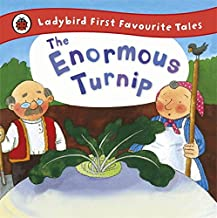 Ladybird First Favourite Tales
The
Enormous
Turnip